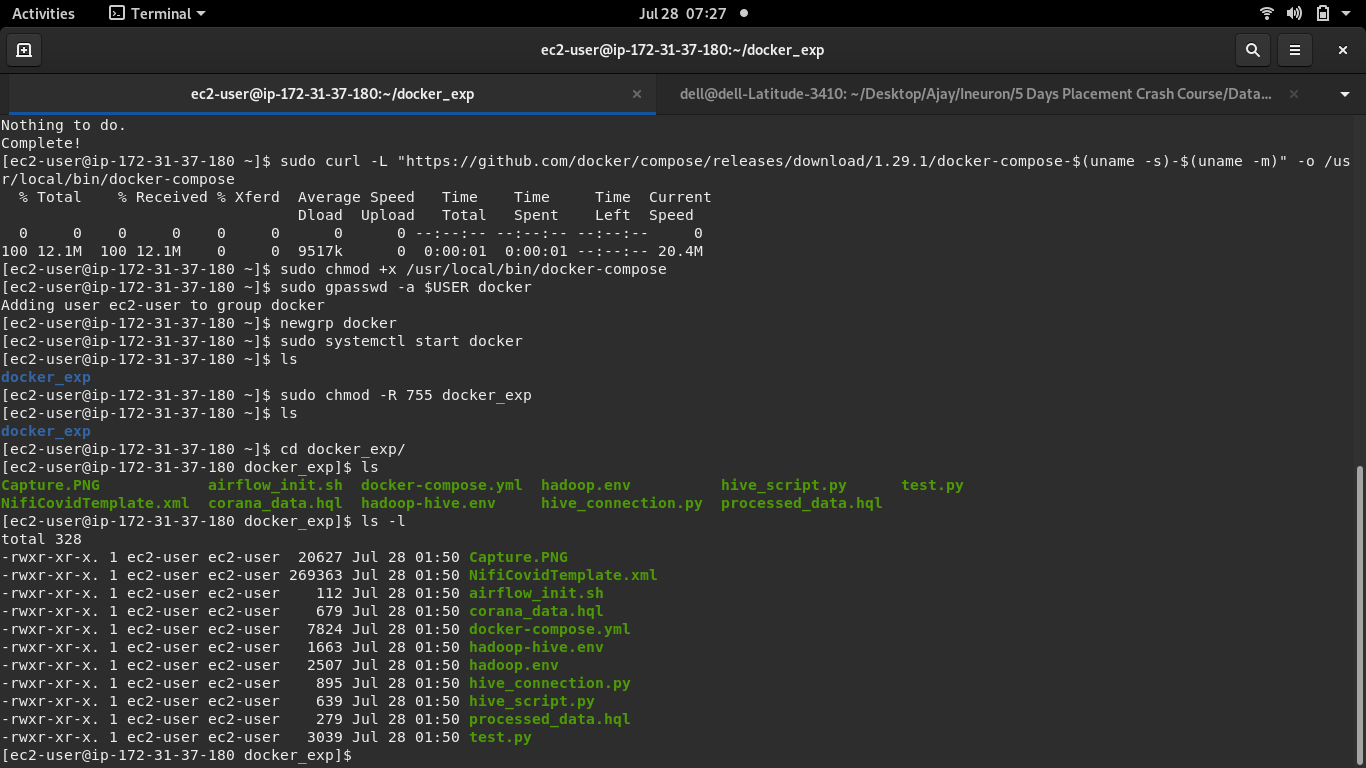 Activities Terminal Jul 28 07:27
ec2-user@ip-172-31-37-180:~/docker_exp
ec2-user@ip-172-31-37-180:~/docker_exp dell@dell-Latitude-3410: ~/Desktop/Ajay/Ineuron/5 Days Placement Crash Course/Data...
Nothing to do.
Complete!
[ec2-user@ip-172-31-37-180 ~]$ sudo curl -L "https://github.com/docker/compose/releases/download/1.29.1/docker-compose-$(uname -s)-$(uname -m)" -o /us
r/local/bin/docker-compose
  % Total    % Received % Xferd  Average Speed   Time    Time     Time  Current
                                 Dload  Upload   Total   Spent    Left  Speed
  0     0    0     0    0     0      0      0 --:--:-- --:--:-- --:--:--     0
100 12.1M  100 12.1M    0     0  9517k      0  0:00:01  0:00:01 --:--:-- 20.4M
[ec2-user@ip-172-31-37-180 ~]$ sudo chmod +x /usr/local/bin/docker-compose
[ec2-user@ip-172-31-37-180 ~]$ sudo gpasswd -a $USER docker
Adding user ec2-user to group docker
[ec2-user@ip-172-31-37-180 ~]$ newgrp docker
[ec2-user@ip-172-31-37-180 ~]$ sudo systemctl start docker
[ec2-user@ip-172-31-37-180 ~]$ ls
docker_exp
[ec2-user@ip-172-31-37-180 ~]$ sudo chmod -R 755 docker_exp
[ec2-user@ip-172-31-37-180 ~]$ ls
docker_exp
[ec2-user@ip-172-31-37-180 ~]$ cd docker_exp/
[ec2-user@ip-172-31-37-180 docker_exp]$ ls
Capture.PNG            airflow_init.sh  docker-compose.yml  hadoop.env          hive_script.py      test.py
NifiCovidTemplate.xml  corana_data.hql  hadoop-hive.env     hive_connection.py  processed_data.hql
[ec2-user@ip-172-31-37-180 docker_exp]$ ls -l
total 328
-rwxr-xr-x. 1 ec2-user ec2-user  20627 Jul 28 01:50 Capture.PNG
-rwxr-xr-x. 1 ec2-user ec2-user 269363 Jul 28 01:50 NifiCovidTemplate.xml
-rwxr-xr-x. 1 ec2-user ec2-user    112 Jul 28 01:50 airflow_init.sh
-rwxr-xr-x. 1 ec2-user ec2-user    679 Jul 28 01:50 corana_data.hql
-rwxr-xr-x. 1 ec2-user ec2-user   7824 Jul 28 01:50 docker-compose.yml
-rwxr-xr-x. 1 ec2-user ec2-user   1663 Jul 28 01:50 hadoop-hive.env
-rwxr-xr-x. 1 ec2-user ec2-user   2507 Jul 28 01:50 hadoop.env
-rwxr-xr-x. 1 ec2-user ec2-user    895 Jul 28 01:50 hive_connection.py
-rwxr-xr-x. 1 ec2-user ec2-user    639 Jul 28 01:50 hive_script.py
-rwxr-xr-x. 1 ec2-user ec2-user    279 Jul 28 01:50 processed_data.hql
-rwxr-xr-x. 1 ec2-user ec2-user   3039 Jul 28 01:50 test.py
[ec2-user@ip-172-31-37-180 docker_exp]$